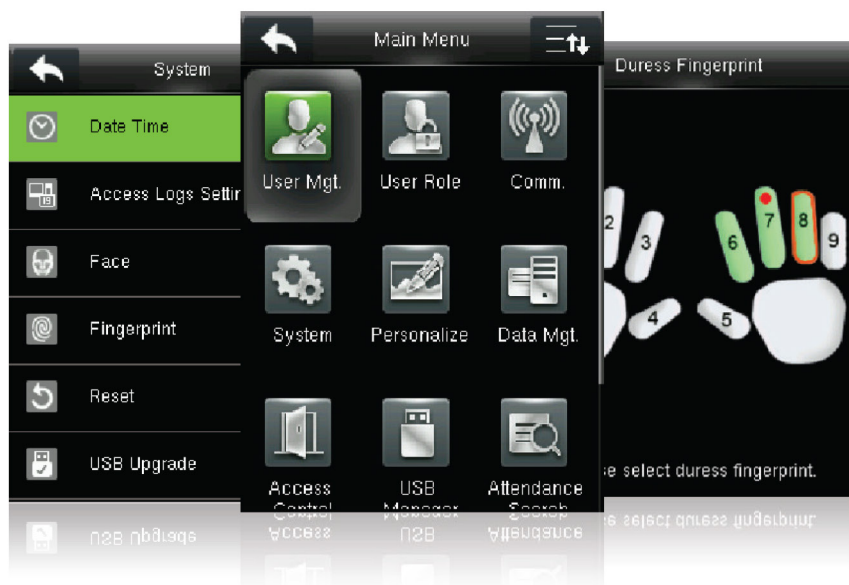 System
Date Time
Access Logs Settin
Face
Fingerprint
Reset
USB Upgrade
Main Menu
User Mgt.
User Role
Comm.
System
Personalize
Data Mgt.
19
Access
Control
USB
Manager
Attendance
Search
Duress Fingerprint
2
3
4
5
6
7
8
9
se select duress fingerprint.